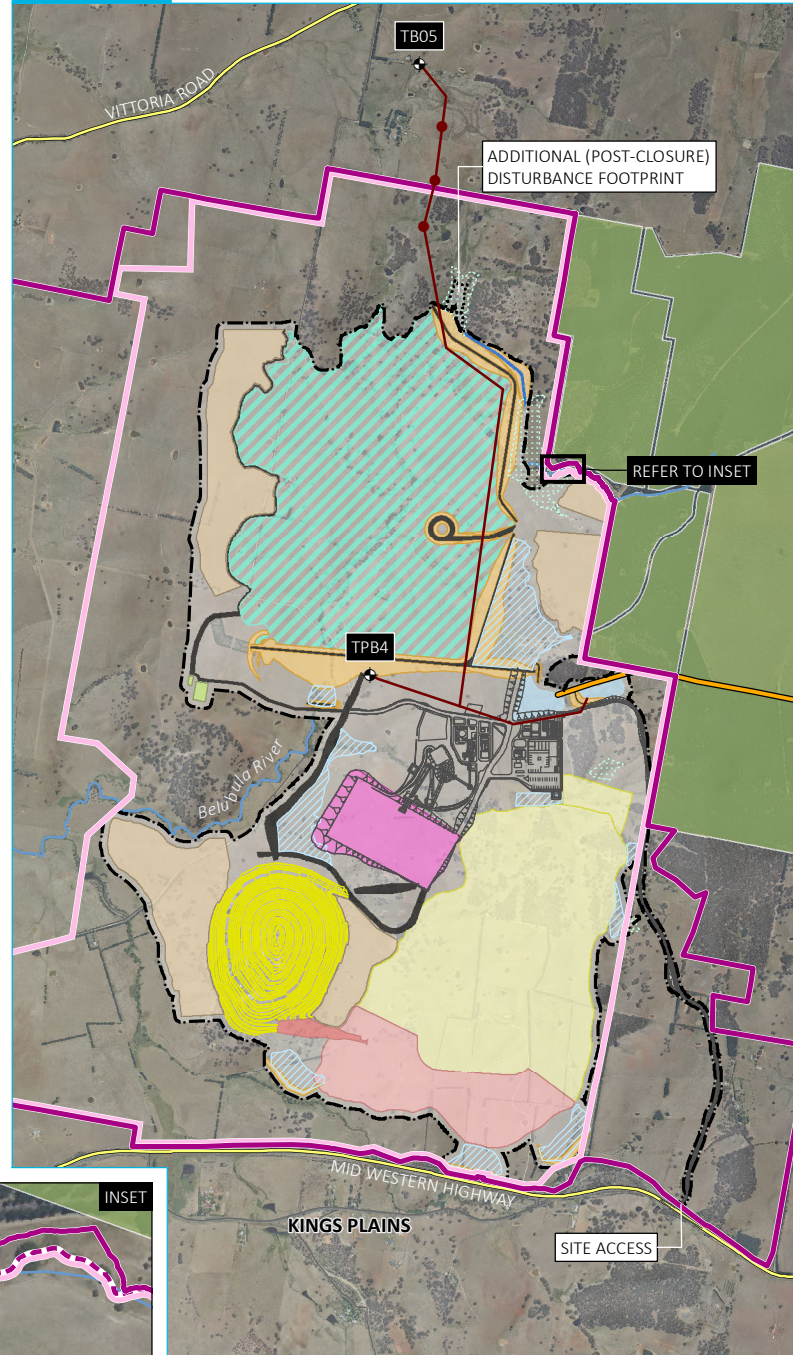 TB05
VITTORIA ROAD
ADDITIONAL (POST-CLOSURE)
DISTURBANCE FOOTPRINT
REFER TO INSET
TPB4
Belubula River
MID WESTERN HIGHWAY
INSET
KINGS PLAINS
SITE ACCESS